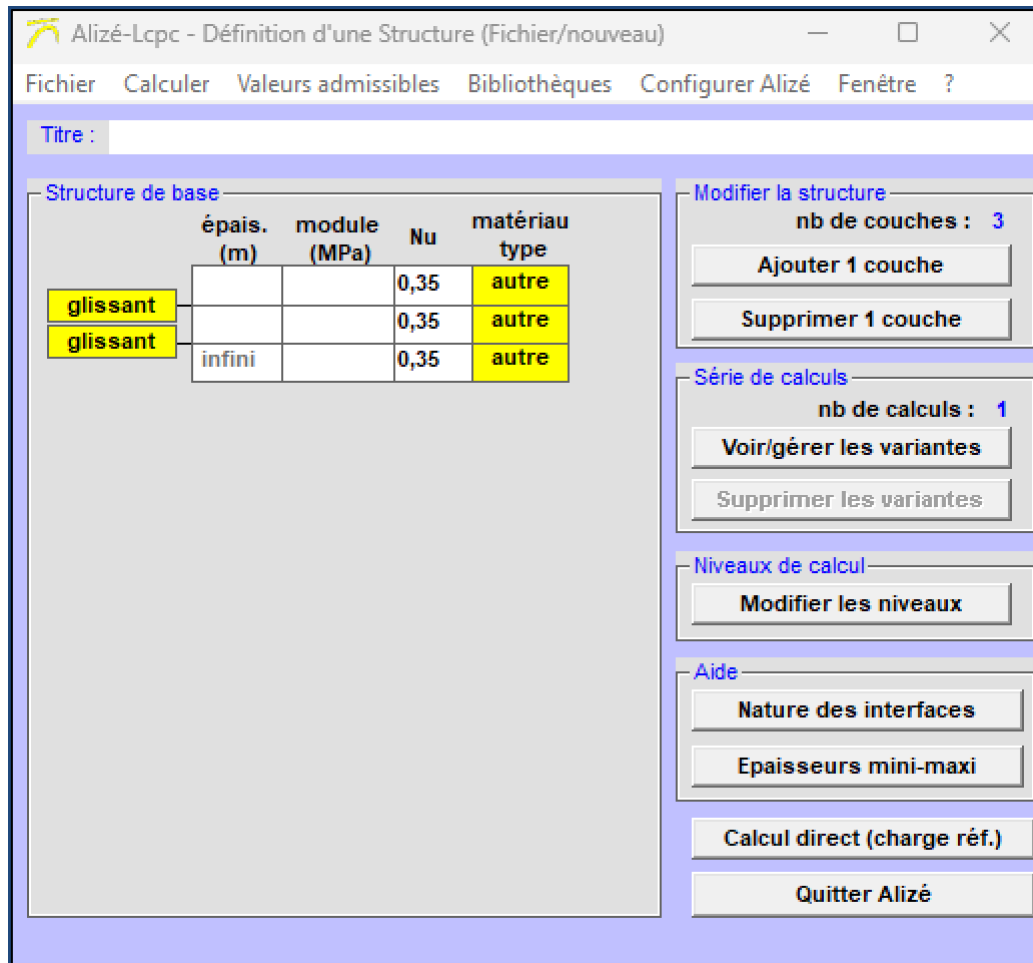 Alizé-Lcpc - Définition d'une Structure (Fichier/nouveau)
Fichier Calculer Valeurs admissibles Bibliothèques Configurer Alizé Fenêtre ?
Titre :
Structure de base
épais. (m) module (MPa) Nu matériau type
0,35 autre
glissant
0,35 autre
glissant
infini 0,35 autre
Modifier la structure
nb de couches : 3
Ajouter 1 couche
Supprimer 1 couche
Série de calculs
nb de calculs : 1
Voir/gérer les variantes
Supprimer les variantes
Niveaux de calcul
Modifier les niveaux
Aide
Nature des interfaces
Epaisseurs mini-maxi
Calcul direct (charge réf.)
Quitter Alizé